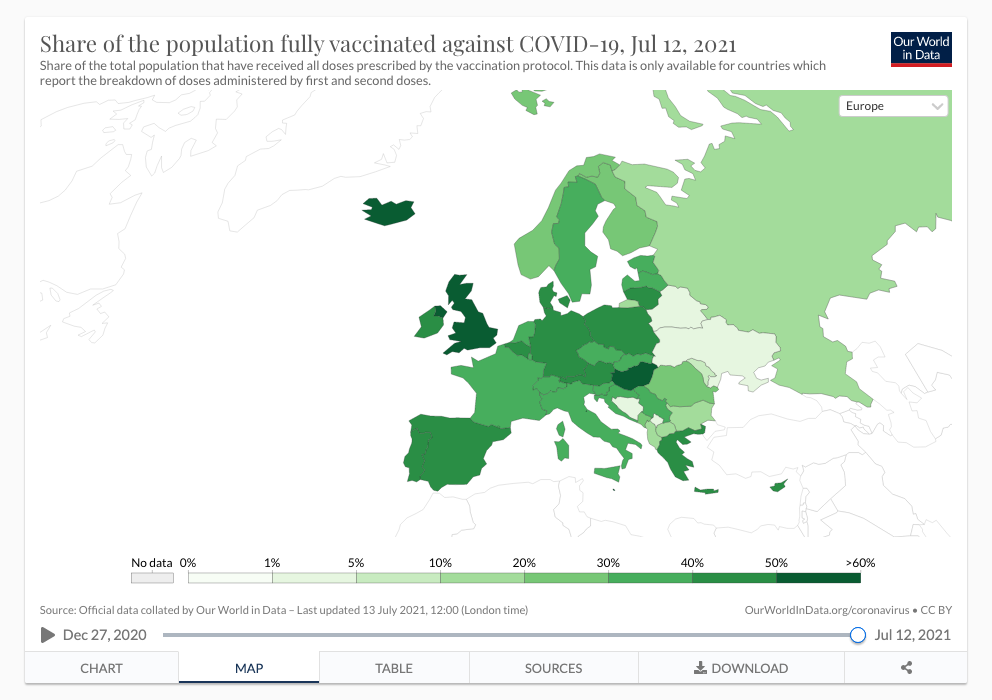 Share of the population fully vaccinated against COVID-19, Jul 12, 2021
Our World
in Data
Share of the total population that have received all doses prescribed by the vaccination protocol. This data is only available for countries which
report the breakdown of doses administered by first and second doses.
Europe
No data 0% 1% 5% 10% 20% 30% 40% 50% >60%
Source: Official data collated by Our World in Data – Last updated 13 July 2021, 12:00 (London time)
OurWorldInData.org/coronavirus • CC BY
Dec 27, 2020
Jul 12, 2021
CHART MAP TABLE SOURCES DOWNLOAD